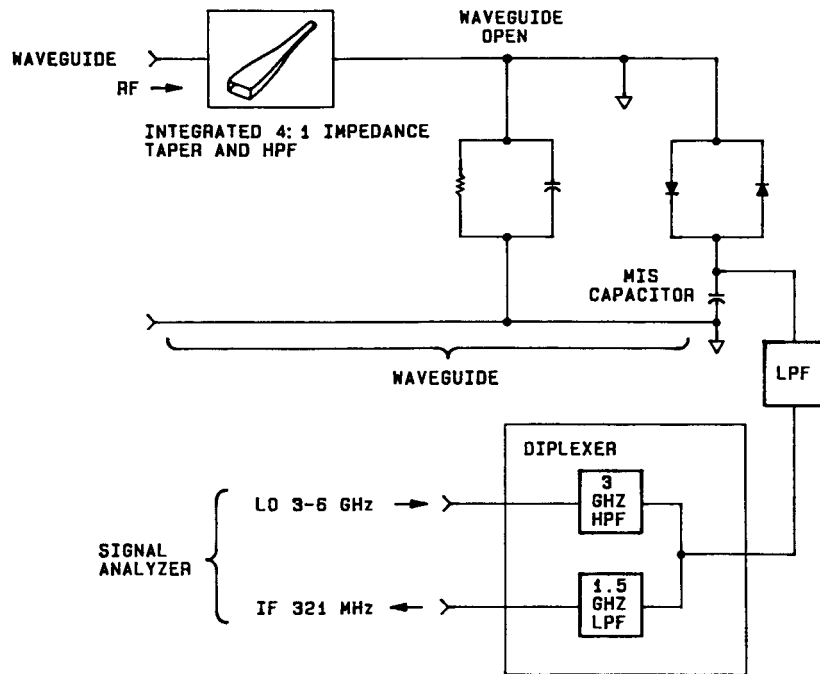 WAVEGUIDE
OPEN
WAVEGUIDE
RF
INTEGRATED 4:1 IMPEDANCE
TAPER AND HPF
MIS
CAPACITOR
WAVEGUIDE
LPF
DIPLEXER
3
GHZ
HPF
LO 3-6 GHz
SIGNAL
ANALYZER
IF 321 MHz
1.5
GHZ
LPF